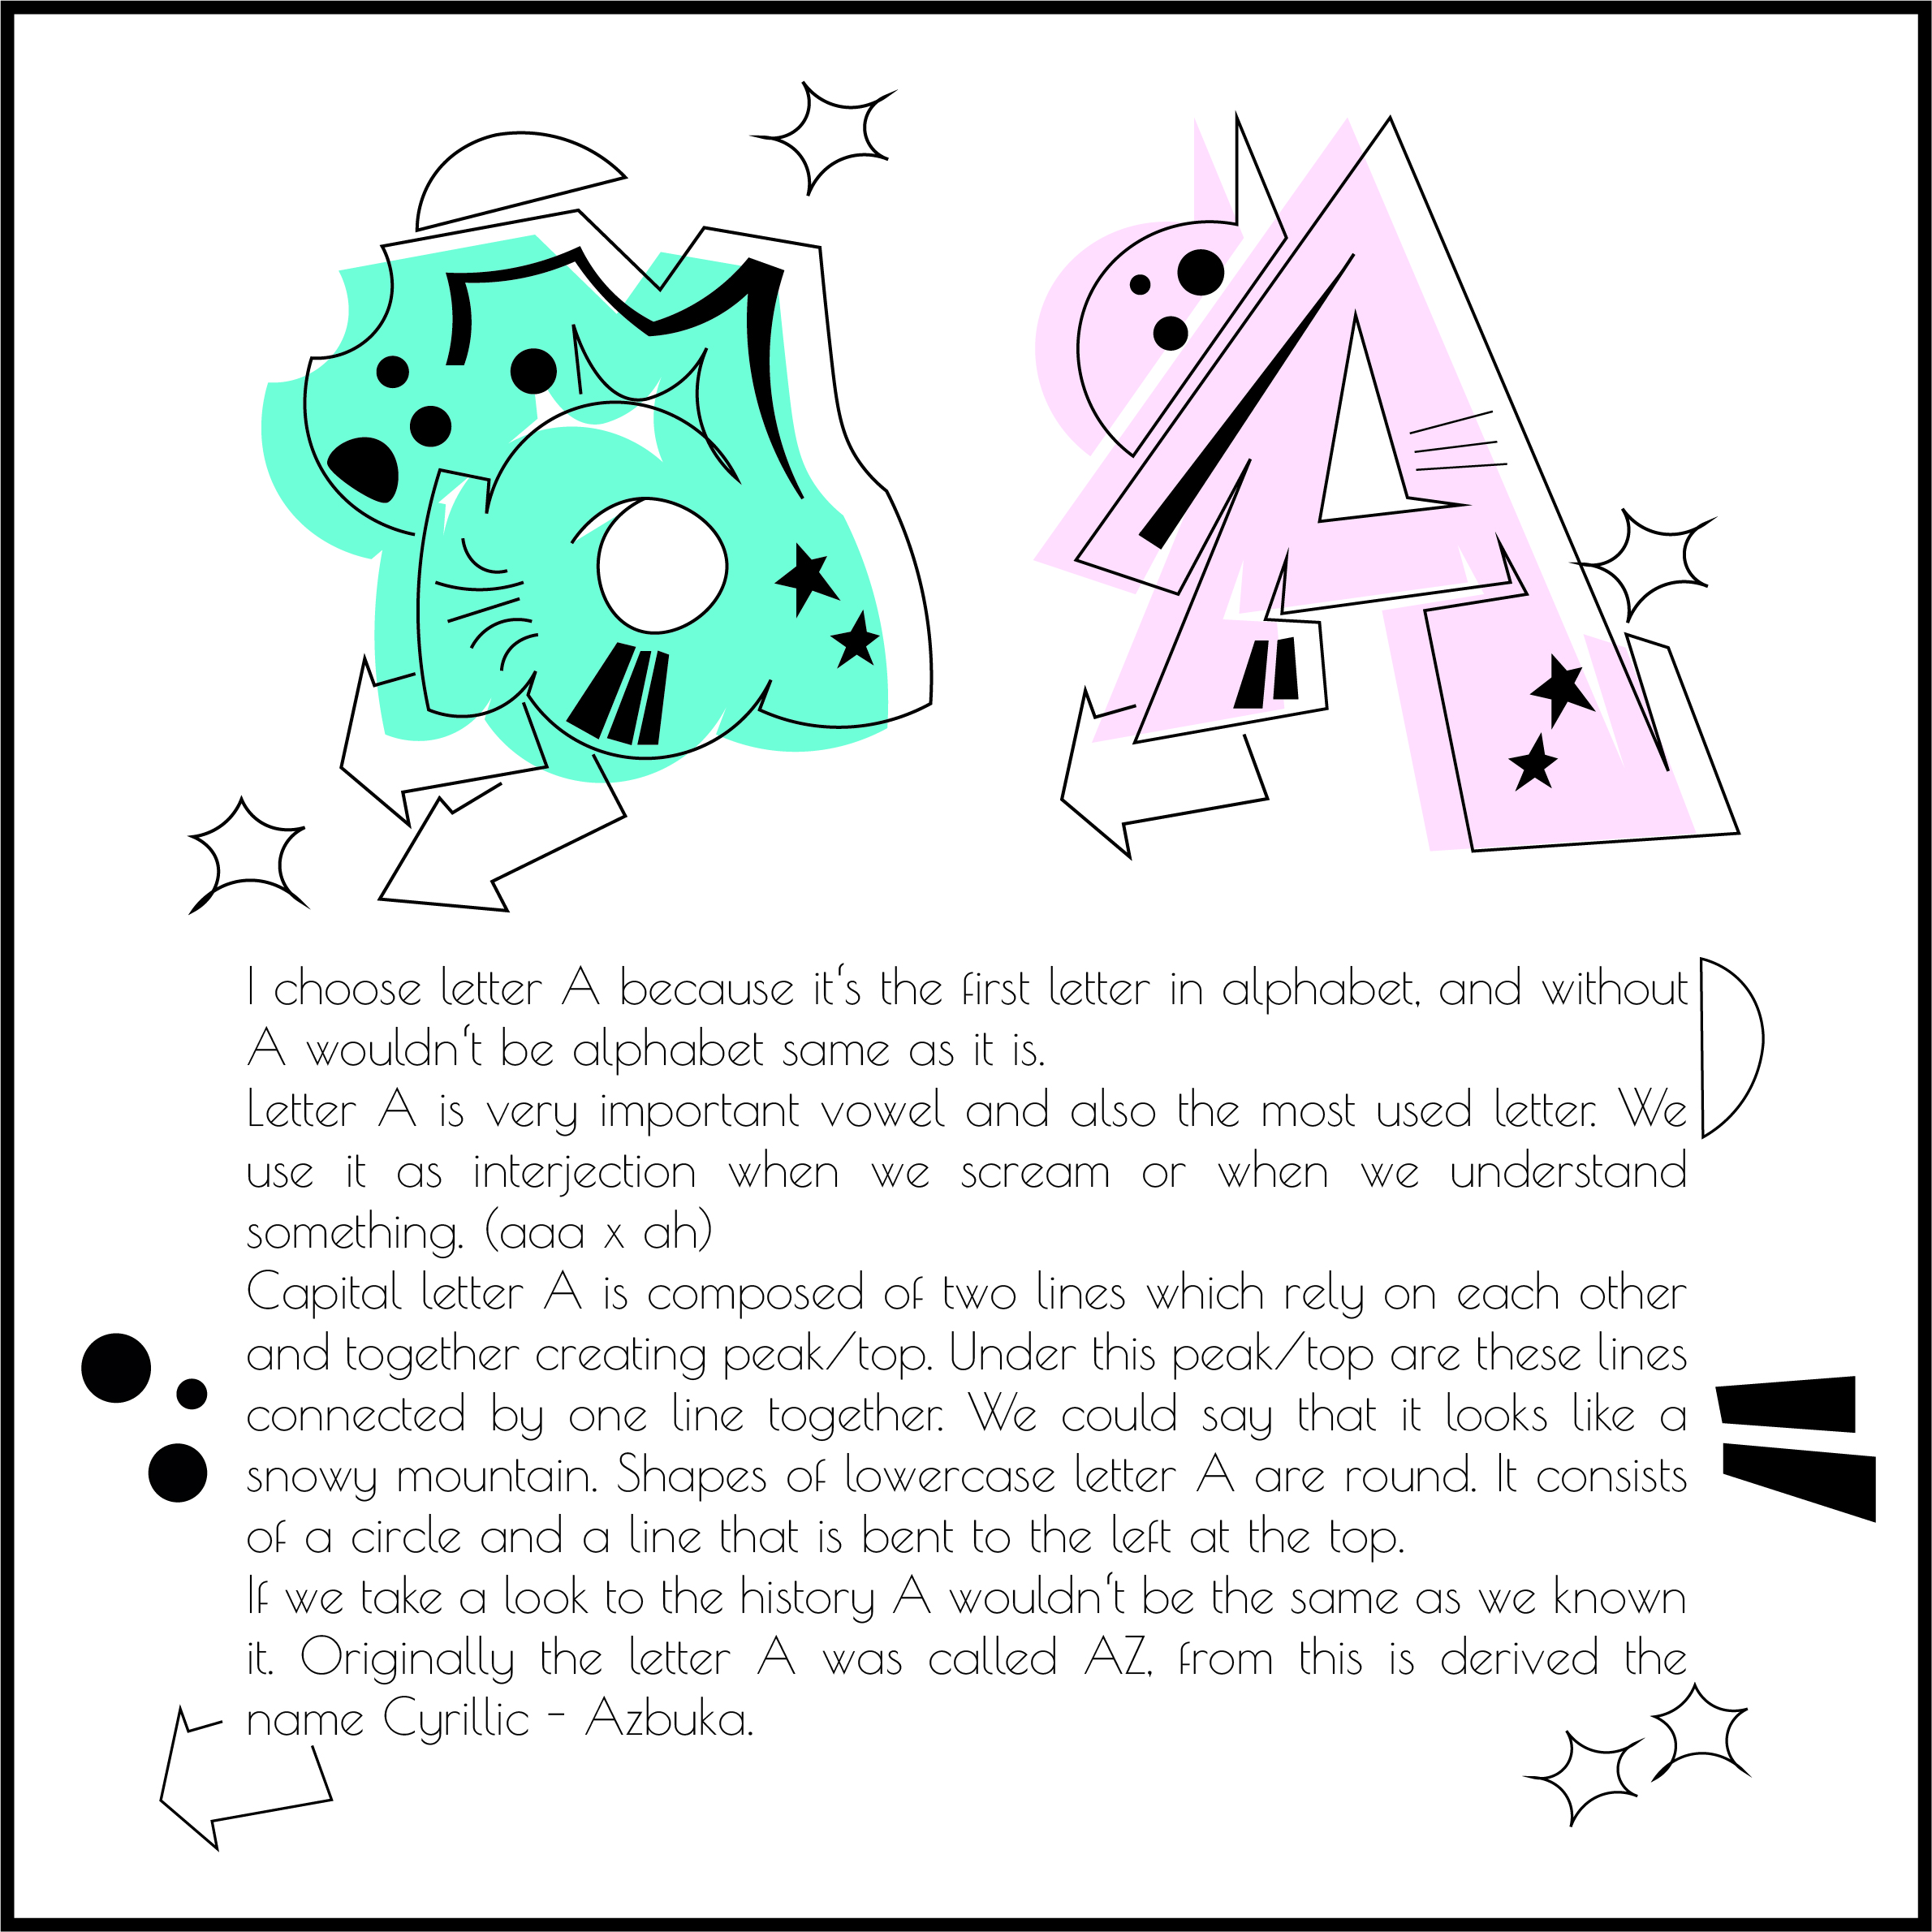 a A
I choose letter A because it‘s the first letter in alphabet, and without
A wouldn‘t be alphabet same as it is.
Letter A is very important vowel and also the most used letter. We
use it as interjection when we scream or when we understand
something. (aaa x ah)
Capital letter A is composed of two lines which rely on each other
and together creating peak/top. Under this peak/top are these lines
connected by one line together. We could say that it looks like a
snowy mountain. Shapes of lowercase letter A are round. It consists
of a circle and a line that is bent to the left at the top.
If we take a look to the history A wouldn‘t be the same as we known
it. Originally the letter A was called AZ, from this is derived the
name Cyrillic - Azbuka.